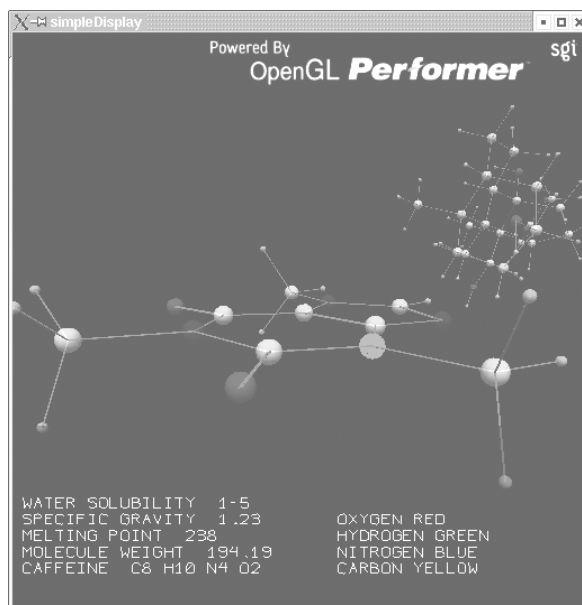 simpleDisplay
Powered By
OpenGL Performer
sgi
WATER SOLUBILITY 1-5
SPECIFIC GRAVITY 1.23
MELTING POINT 238
MOLECULE WEIGHT 194.19
CAFFEINE C8 H10 N4 O2
OXYGEN RED
HYDROGEN GREEN
NITROGEN BLUE
CARBON YELLOW